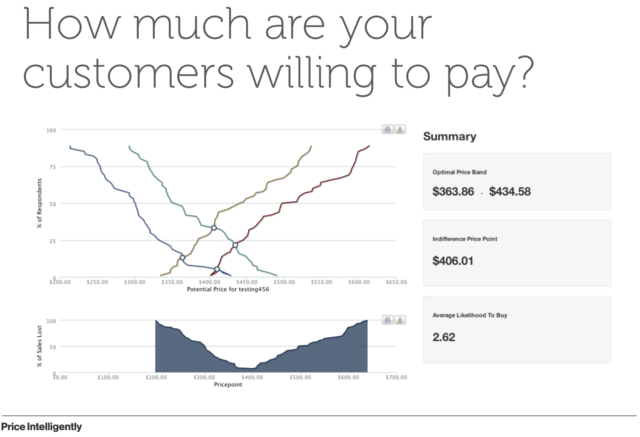 How much are your
customers willing to pay?
100
75
50
25
0
% of Respondents
$200.00 $250.00 $300.00 $350.00 $400.00 $450.00 $500.00 $550.00 $600.00 $650.00
Potential Price for testing456
100
50
0
% of Sales Lost
$0.00 $100.00 $200.00 $300.00 $400.00 $500.00 $600.00 $700.00
Pricepoint
Summary
Optimal Price Band
$363.86 - $434.58
Indifference Price Point
$406.01
Average Likelihood To Buy
2.62
Price Intelligently